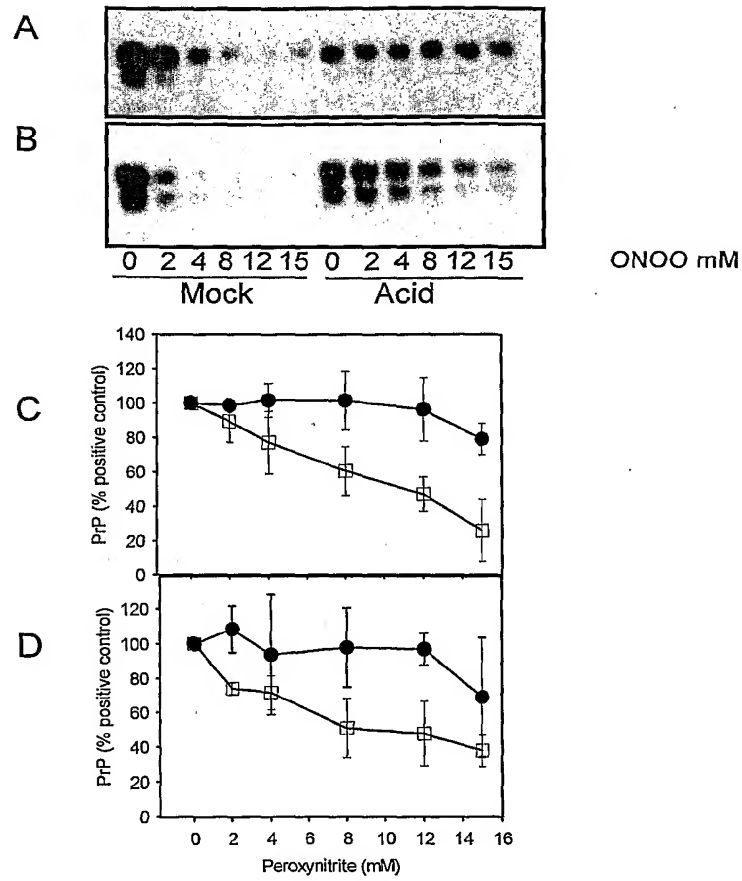 A
B
0 2 4 8 12 15 0 2 4 8 12 15 ONOO mM
Mock Acid
C
PrP (% positive control)
140
120
100
80
60
40
20
0
D
PrP (% positive control)
120
100
80
60
40
20
0
0 2 4 6 8 10 12 14 16
Peroxynitrite (mM)